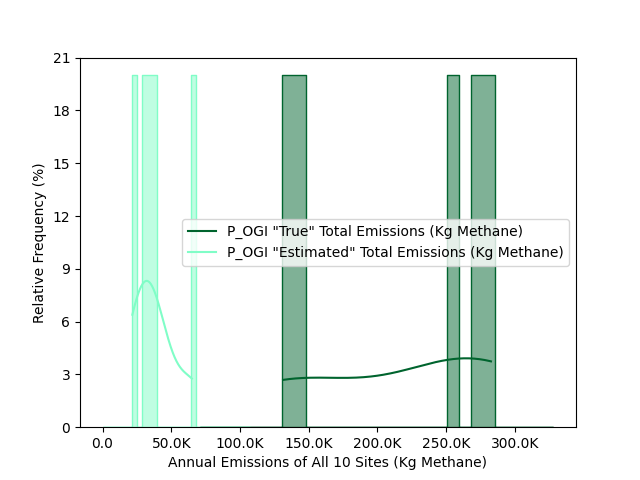 21
18
15
12
9
6
3
0
Relative Frequency (%)
P_OGI "True" Total Emissions (Kg Methane)
P_OGI "Estimated" Total Emissions (Kg Methane)
0.0 50.0K 100.0K 150.0K 200.0K 250.0K 300.0K
Annual Emissions of All 10 Sites (Kg Methane)